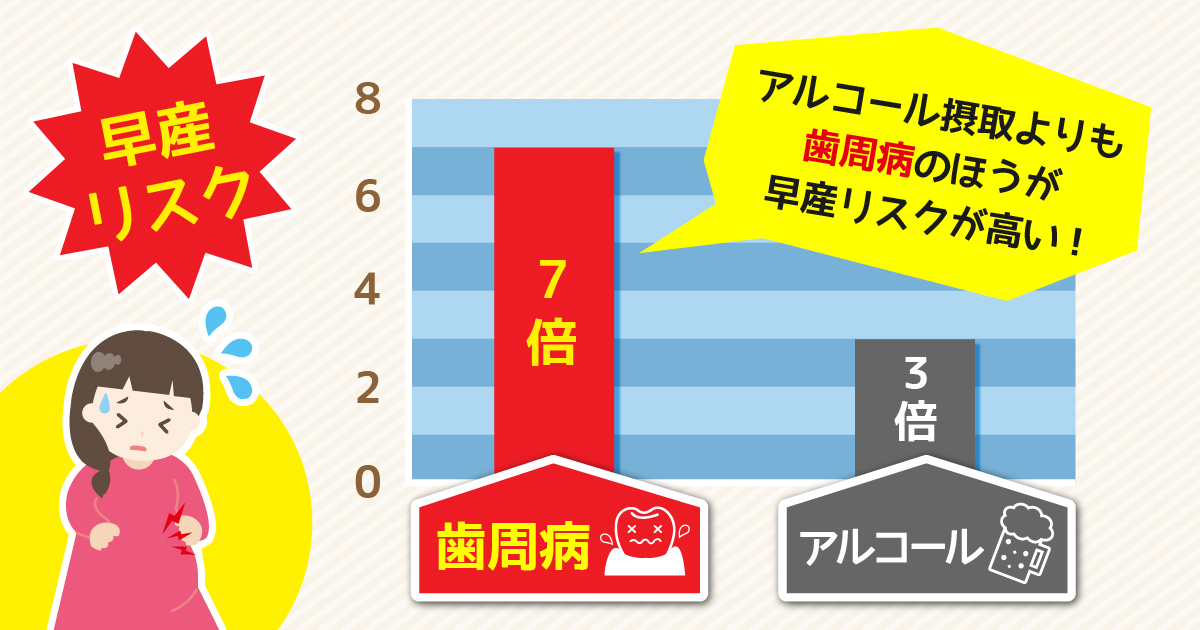 早産
リスク
アルコール摂取よりも
歯周病のほうが
早産リスクが高い！
8
6
4
2
0
7
倍
3
倍
歯周病
アルコール